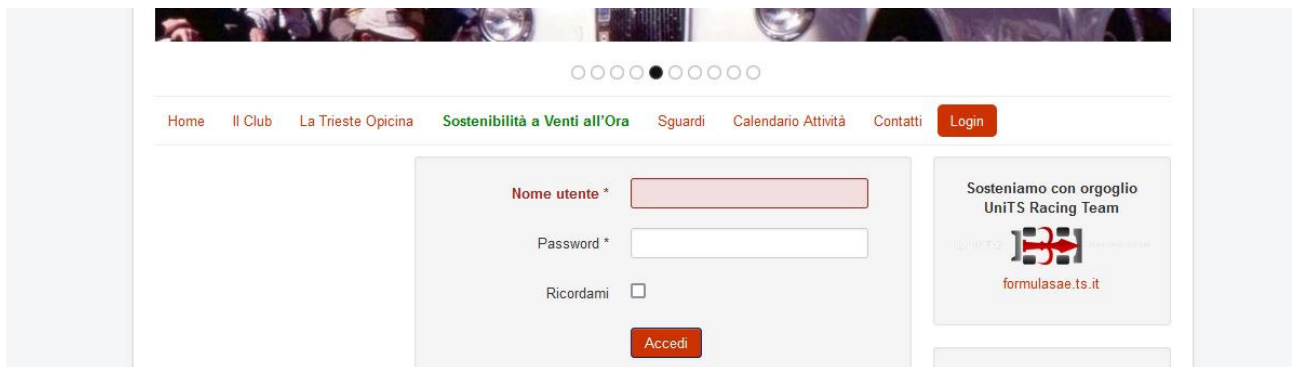 Home Il Club La Trieste Opicina Sostenibilità a Venti all'Ora Sguardi Calendario Attività Contatti Login
Nome utente *
Password *
Ricordami
Accedi
Sosteniamo con orgoglio
UniTS Racing Team
formulasae.ts.it